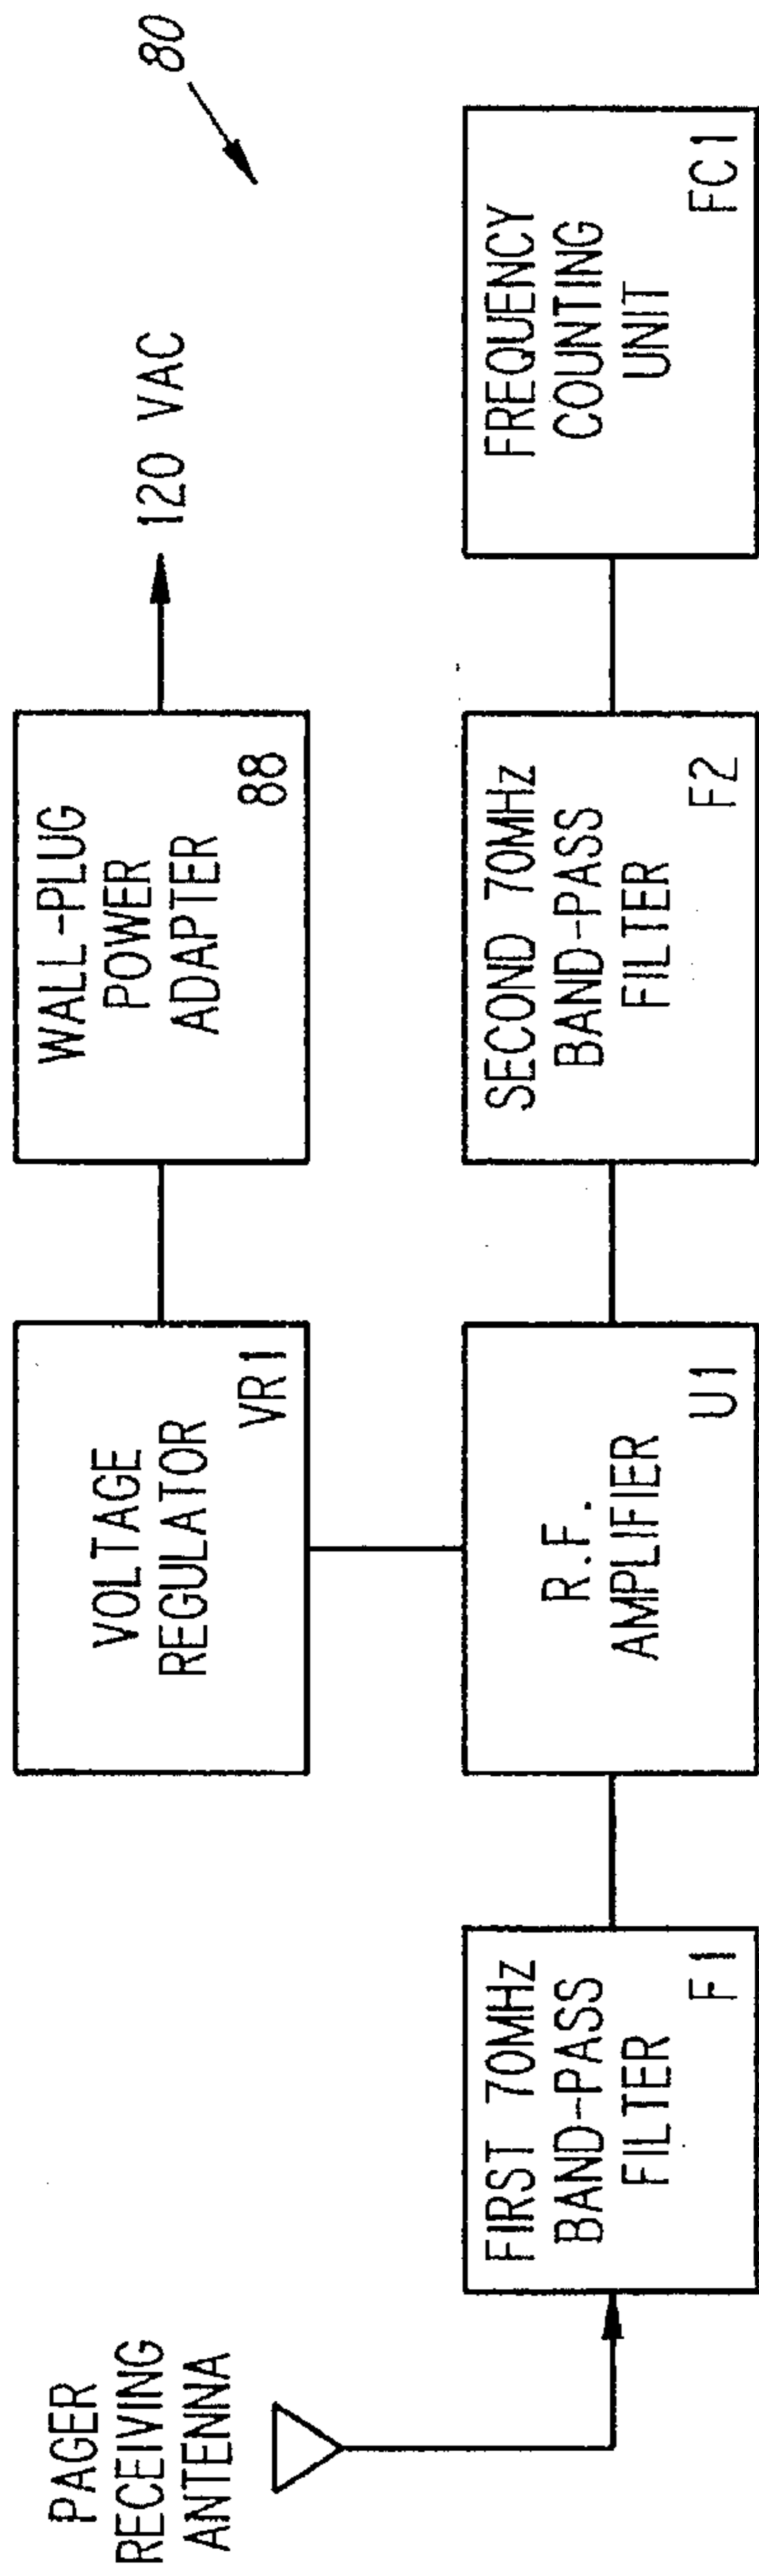 80
WALL-PLUG
POWER
ADAPTER
88
120 VAC
VOLTAGE
REGULATOR
VR1
PAGER
RECEIVING
ANTENNA
FIRST 70MHz
BAND-PASS
FILTER
F1
R.F.
AMPLIFIER
U1
SECOND 70MHz
BAND-PASS
FILTER
F2
FREQUENCY
COUNTING
UNIT
FC1